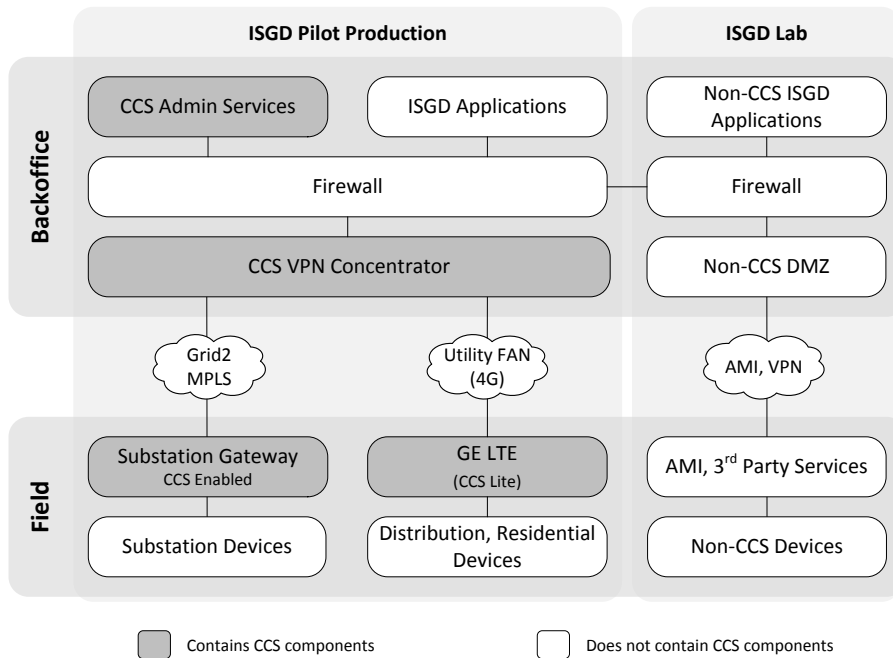 ISGD Pilot Production
ISGD Lab
Backoffice
CCS Admin Services
ISGD Applications
Non-CCS ISGD
Applications
Firewall
Firewall
CCS VPN Concentrator
Non-CCS DMZ
Grid2
MPLS
Utility FAN
(4G)
AMI, VPN
Field
Substation Gateway
CCS Enabled
GE LTE
(CCS Lite)
AMI, 3rd Party Services
Substation Devices
Distribution, Residential
Devices
Non-CCS Devices
Contains CCS components
Does not contain CCS components